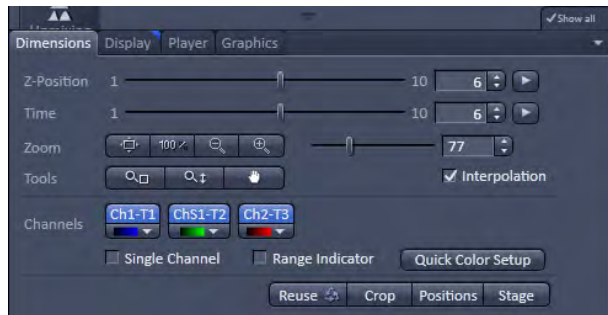 Show all
Dimensions Display Player Graphics
Z-Position 1 10 6
Time 1 10 6
Zoom 100 % 77
Tools Interpolation
Channels Ch1-T1 ChS1-T2 Ch2-T3
Single Channel Range Indicator Quick Color Setup
Reuse Crop Positions Stage